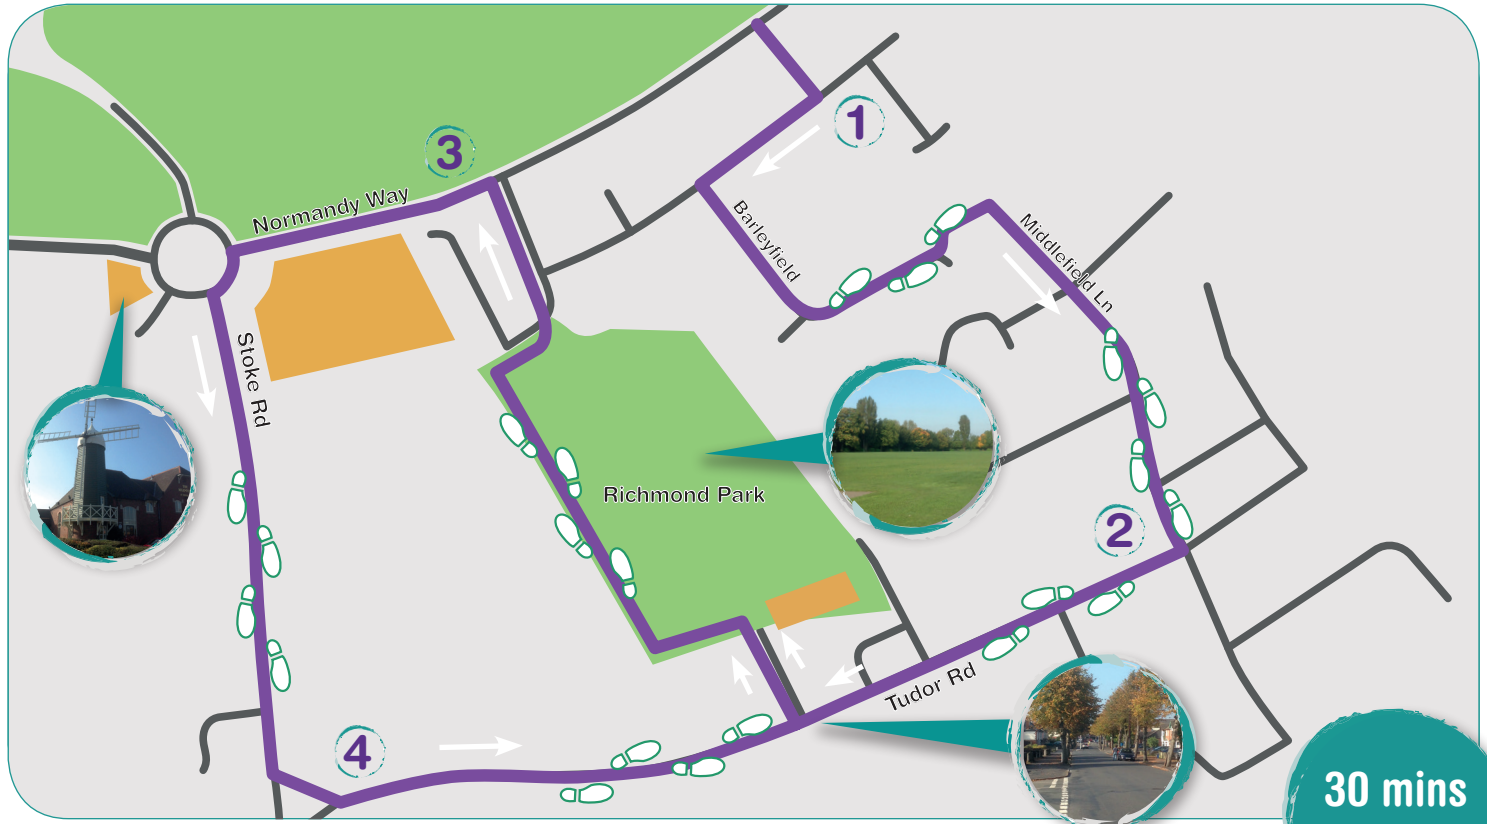 1
3
Normandy Way
Barleyfield
Middlefield Ln
Stoke Rd
Richmond Park
2
Tudor Rd
4
30 mins